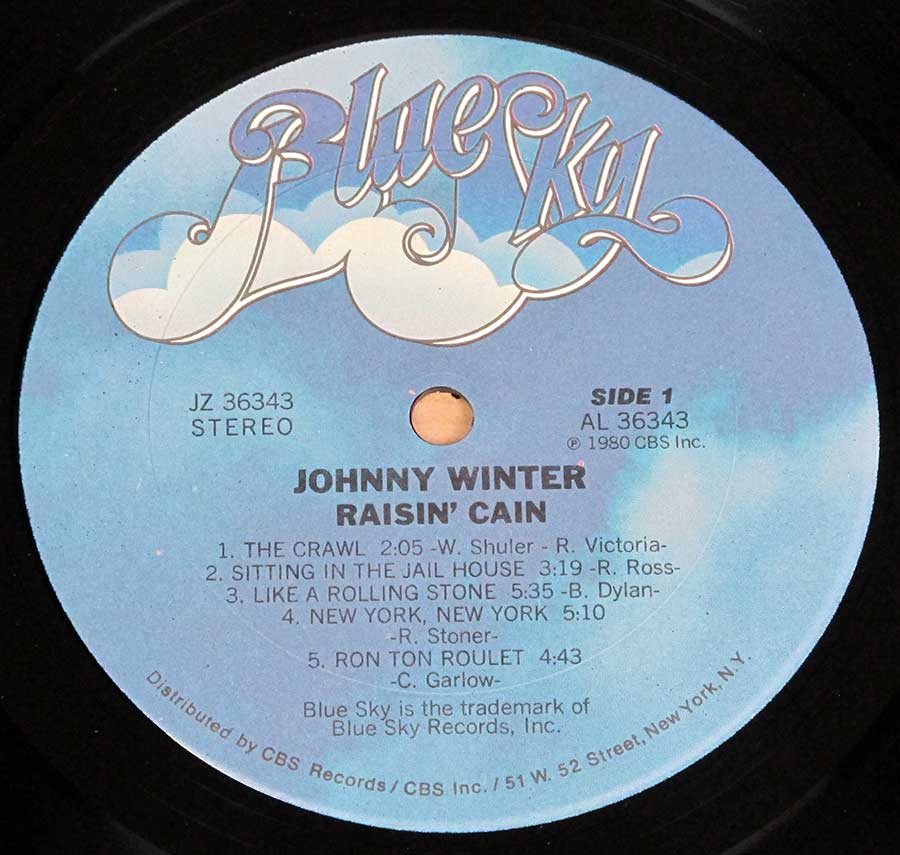 Blue Sky
JZ 36343
STEREO
SIDE 1
AL 36343
℗ 1980 CBS Inc.
JOHNNY WINTER
RAISIN' CAIN
1. THE CRAWL 2:05 -W. Shuler - R. Victoria-
2. SITTING IN THE JAIL HOUSE 3:19 -R. Ross-
3. LIKE A ROLLING STONE 5:35 -B. Dylan-
4. NEW YORK, NEW YORK 5:10
-R. Stoner-
5. RON TON ROULET 4:43
-C. Garlow-
Blue Sky is the trademark of
Blue Sky Records, Inc.
Distributed by CBS Records / CBS Inc. / 51 W. 52 Street, New York, N.Y.